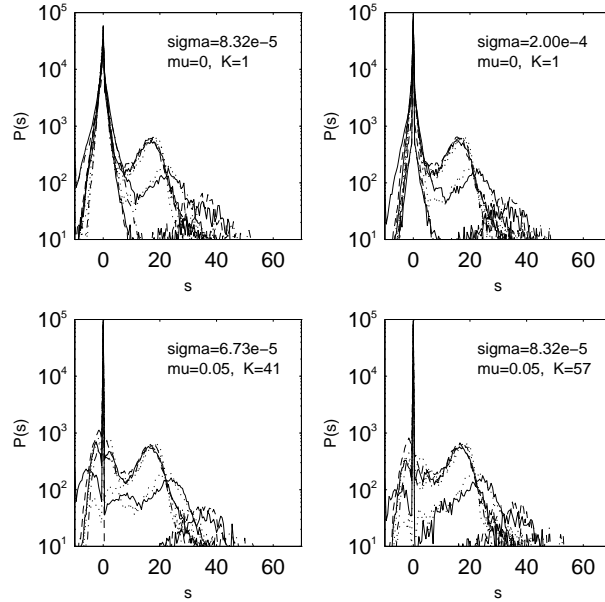 10^5
sigma=8.32e-5
mu=0, K=1
10^4
10^3
10^2
10^1
P(s)
0 20 40 60
s
10^5
sigma=2.00e-4
mu=0, K=1
10^4
10^3
10^2
10^1
P(s)
0 20 40 60
s
10^5
sigma=6.73e-5
mu=0.05, K=41
10^4
10^3
10^2
10^1
P(s)
0 20 40 60
s
10^5
sigma=8.32e-5
mu=0.05, K=57
10^4
10^3
10^2
10^1
P(s)
0 20 40 60
s